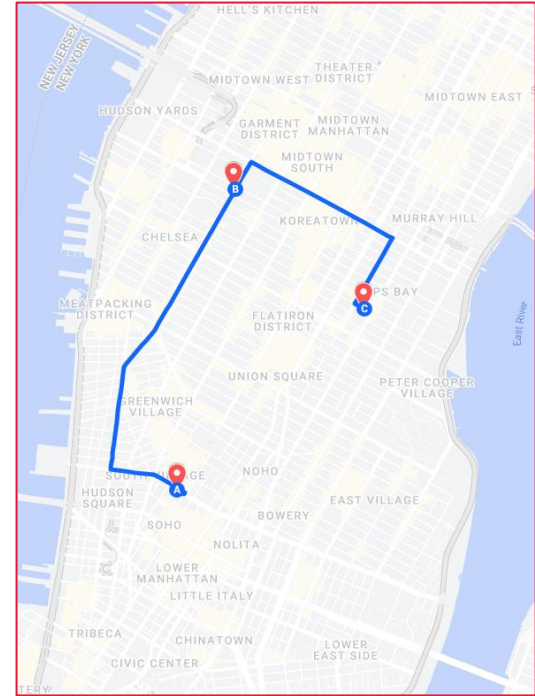 HELL'S KITCHEN
NEW JERSEY
NEW YORK
THEATER
DISTRICT
MIDTOWN WEST
MIDTOWN EAST
HUDSON YARDS
GARMENT
DISTRICT
MIDTOWN
MANHATTAN
MIDTOWN
SOUTH
B
KOREATOWN
MURRAY HILL
CHELSEA
PS BAY
C
MEATPACKING
DISTRICT
FLATIRON
DISTRICT
East River
UNION SQUARE
PETER COOPER
VILLAGE
GREENWICH
VILLAGE
SOUTH VILLAGE
A
NOHO
HUDSON
SQUARE
EAST VILLAGE
SOHO
BOWERY
NOLITA
LOWER
MANHATTAN
LITTLE ITALY
TRIBECA
CHINATOWN
LOWER
EAST SIDE
CIVIC CENTER
TERY